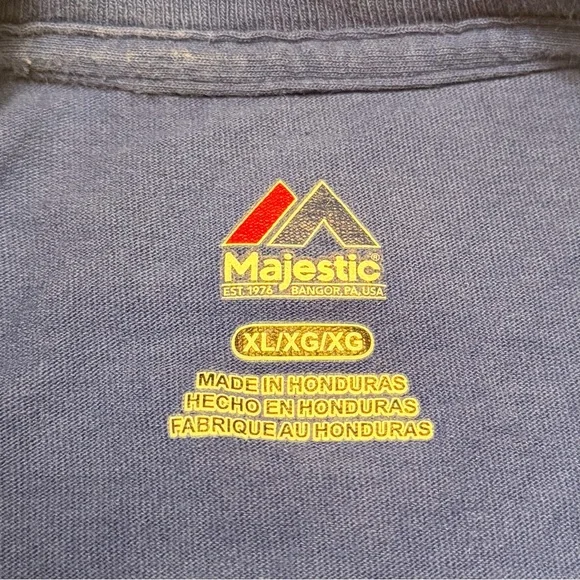 Majestic®
EST. 1976 BANGOR, PA, USA
XL/XG/XG
MADE IN HONDURAS
HECHO EN HONDURAS
FABRIQUE AU HONDURAS